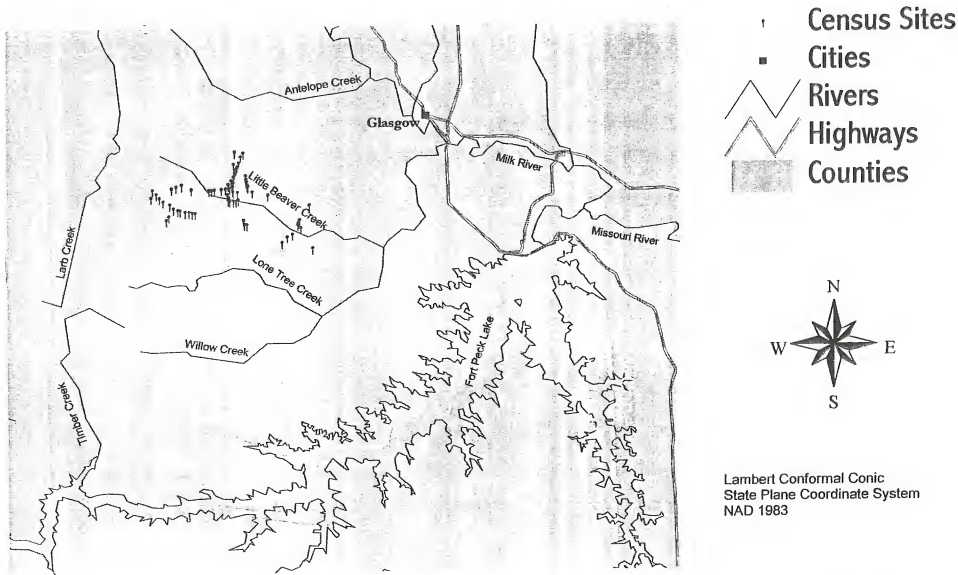 Census Sites
Cities
Rivers
Highways
Counties
Antelope Creek
Glasgow
Milk River
Little Beaver Creek
Missouri River
Larb Creek
Lone Tree Creek
Willow Creek
Fort Peck Lake
Timber Creek
N
W E
S
Lambert Conformal Conic
State Plane Coordinate System
NAD 1983